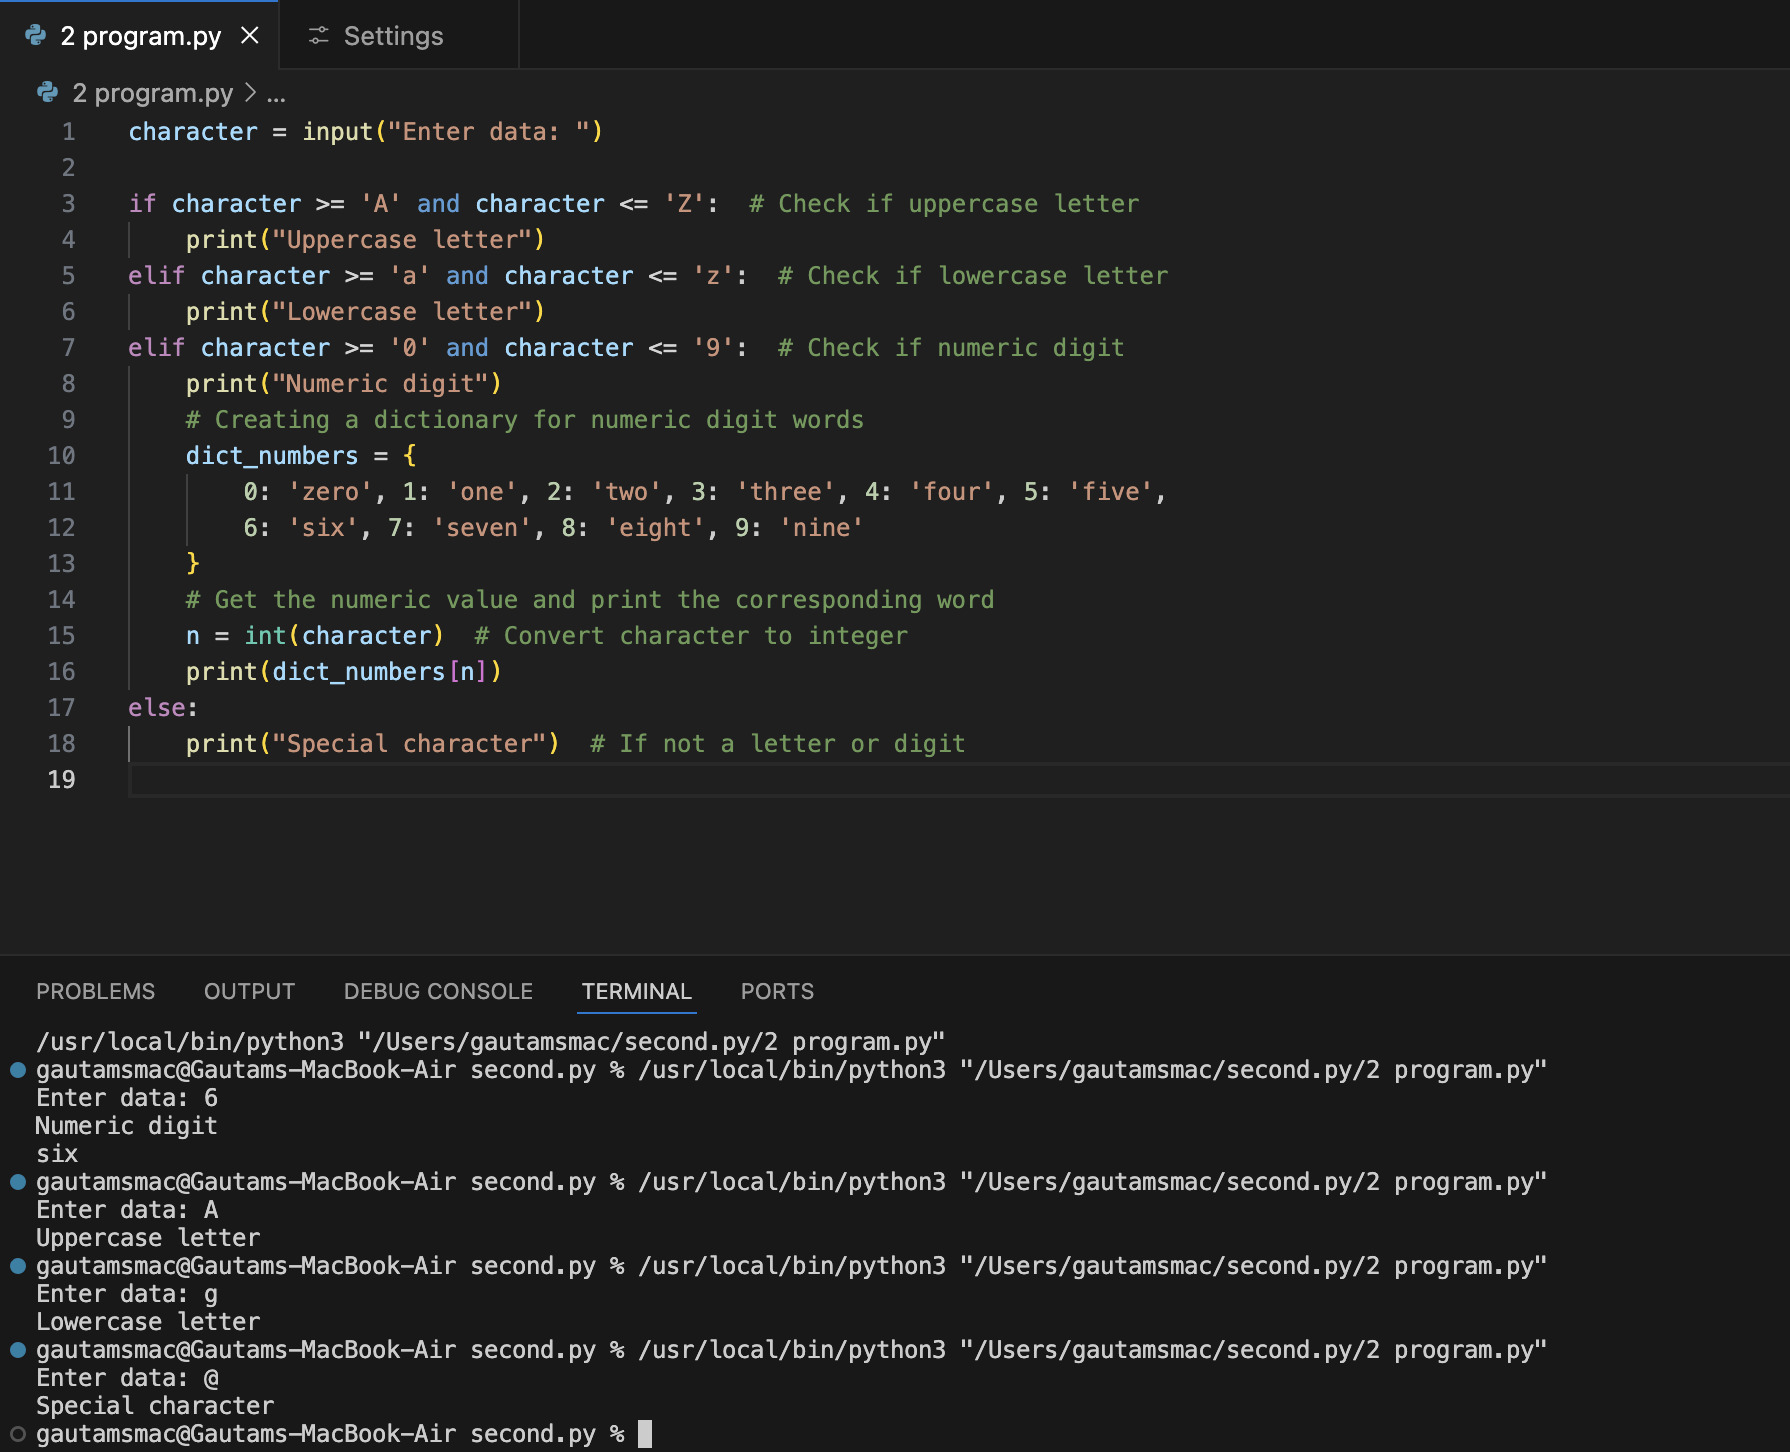 2 program.py
Settings
2 program.py > ...
1 character = input("Enter data: ")
2
3 if character >= 'A' and character <= 'Z':  # Check if uppercase letter
4     print("Uppercase letter")
5 elif character >= 'a' and character <= 'z':  # Check if lowercase letter
6     print("Lowercase letter")
7 elif character >= '0' and character <= '9':  # Check if numeric digit
8     print("Numeric digit")
9     # Creating a dictionary for numeric digit words
10     dict_numbers = {
11         0: 'zero', 1: 'one', 2: 'two', 3: 'three', 4: 'four', 5: 'five',
12         6: 'six', 7: 'seven', 8: 'eight', 9: 'nine'
13     }
14     # Get the numeric value and print the corresponding word
15     n = int(character)  # Convert character to integer
16     print(dict_numbers[n])
17 else:
18     print("Special character")  # If not a letter or digit
19
PROBLEMS OUTPUT DEBUG CONSOLE TERMINAL PORTS
/usr/local/bin/python3 "/Users/gautamsmac/second.py/2 program.py"
gautamsmac@Gautams-MacBook-Air second.py % /usr/local/bin/python3 "/Users/gautamsmac/second.py/2 program.py"
Enter data: 6
Numeric digit
six
gautamsmac@Gautams-MacBook-Air second.py % /usr/local/bin/python3 "/Users/gautamsmac/second.py/2 program.py"
Enter data: A
Uppercase letter
gautamsmac@Gautams-MacBook-Air second.py % /usr/local/bin/python3 "/Users/gautamsmac/second.py/2 program.py"
Enter data: g
Lowercase letter
gautamsmac@Gautams-MacBook-Air second.py % /usr/local/bin/python3 "/Users/gautamsmac/second.py/2 program.py"
Enter data: @
Special character
gautamsmac@Gautams-MacBook-Air second.py %